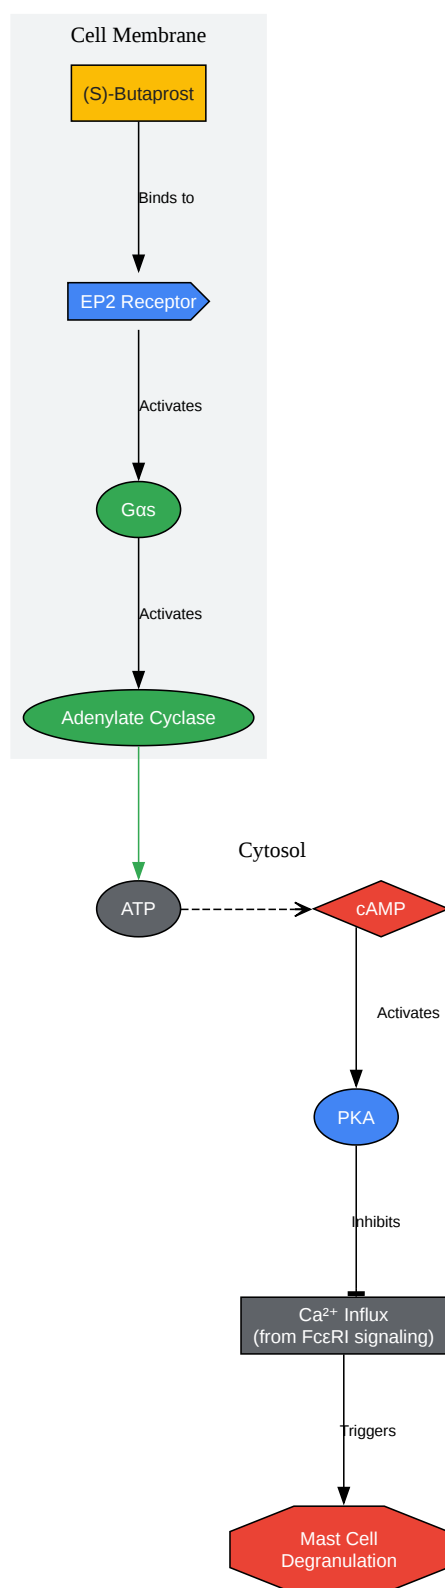 Cell Membrane
(S)-Butaprost
Binds to
EP2 Receptor
Activates
Gαs
Activates
Adenylate Cyclase
Cytosol
ATP
cAMP
Activates
PKA
Inhibits
Ca²⁺ Influx
(from FcεRI signaling)
Triggers
Mast Cell
Degranulation